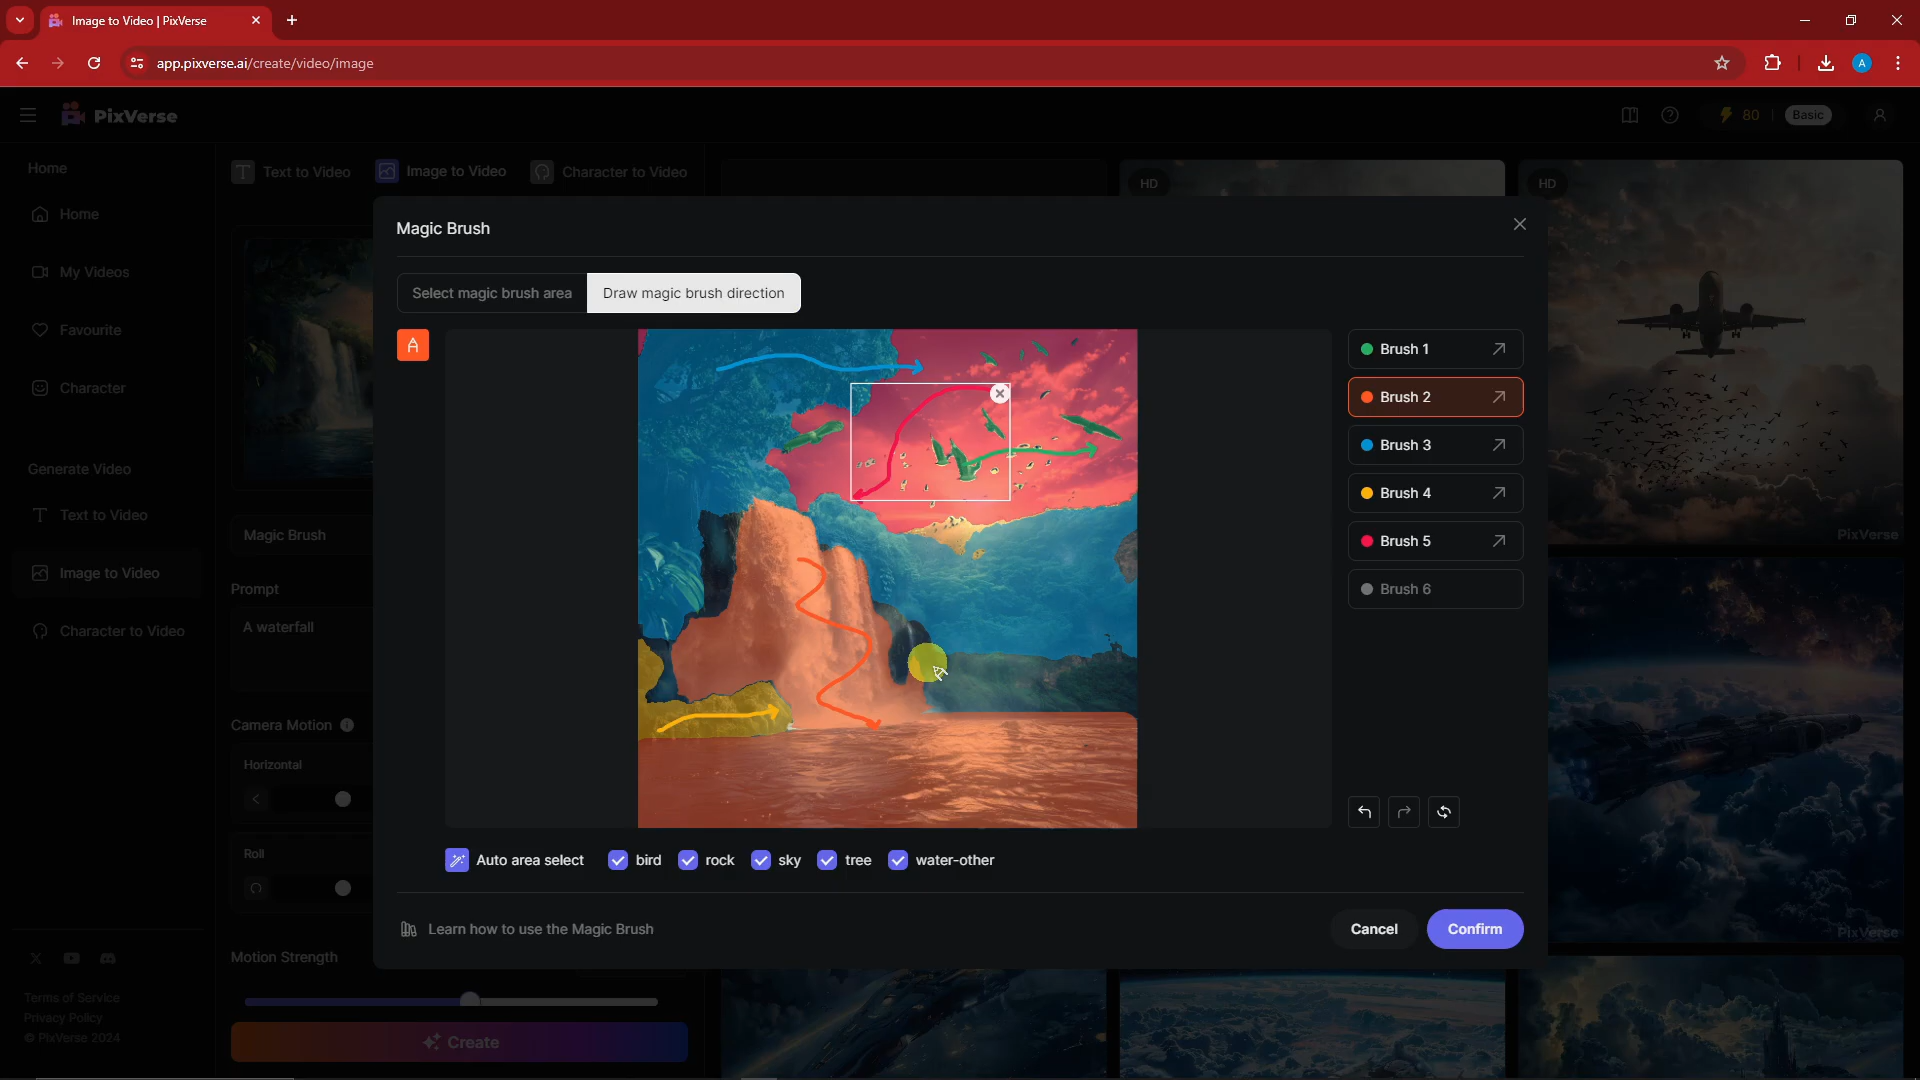 Image to Video | PixVerse
app.pixverse.ai/create/video/image
A
PixVerse
80
Basic
Home
Home
My Videos
Favourite
Character
Generate Video
Text to Video
Image to Video
Character to Video
Terms of Service
Privacy Policy
© PixVerse 2024
Text to Video
Image to Video
Character to Video
Magic Brush
Prompt
A waterfall
Camera Motion
Horizontal
Roll
Motion Strength
Create
HD
HD
PixVerse
PixVerse
Magic Brush
Select magic brush area
Draw magic brush direction
Brush 1
Brush 2
Brush 3
Brush 4
Brush 5
Brush 6
Auto area select
bird
rock
sky
tree
water-other
Learn how to use the Magic Brush
Cancel
Confirm